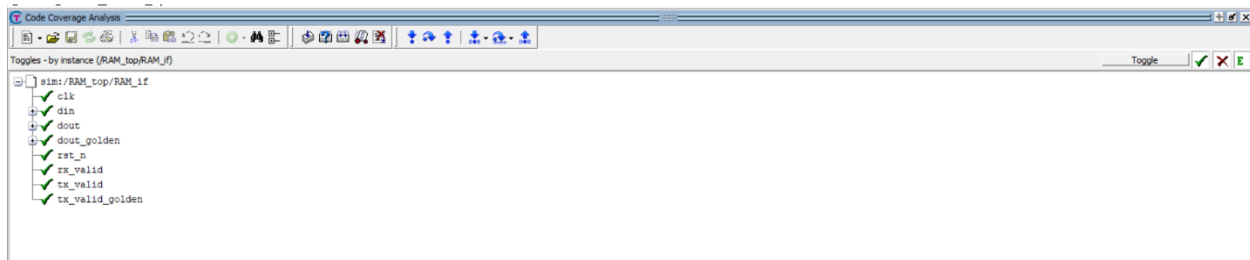 Code Coverage Analysis
Toggles - by instance (/RAM_top/RAM_if)
Toggle
E
sim:/RAM_top/RAM_if
clk
din
dout
dout_golden
rst_n
rx_valid
tx_valid
tx_valid_golden